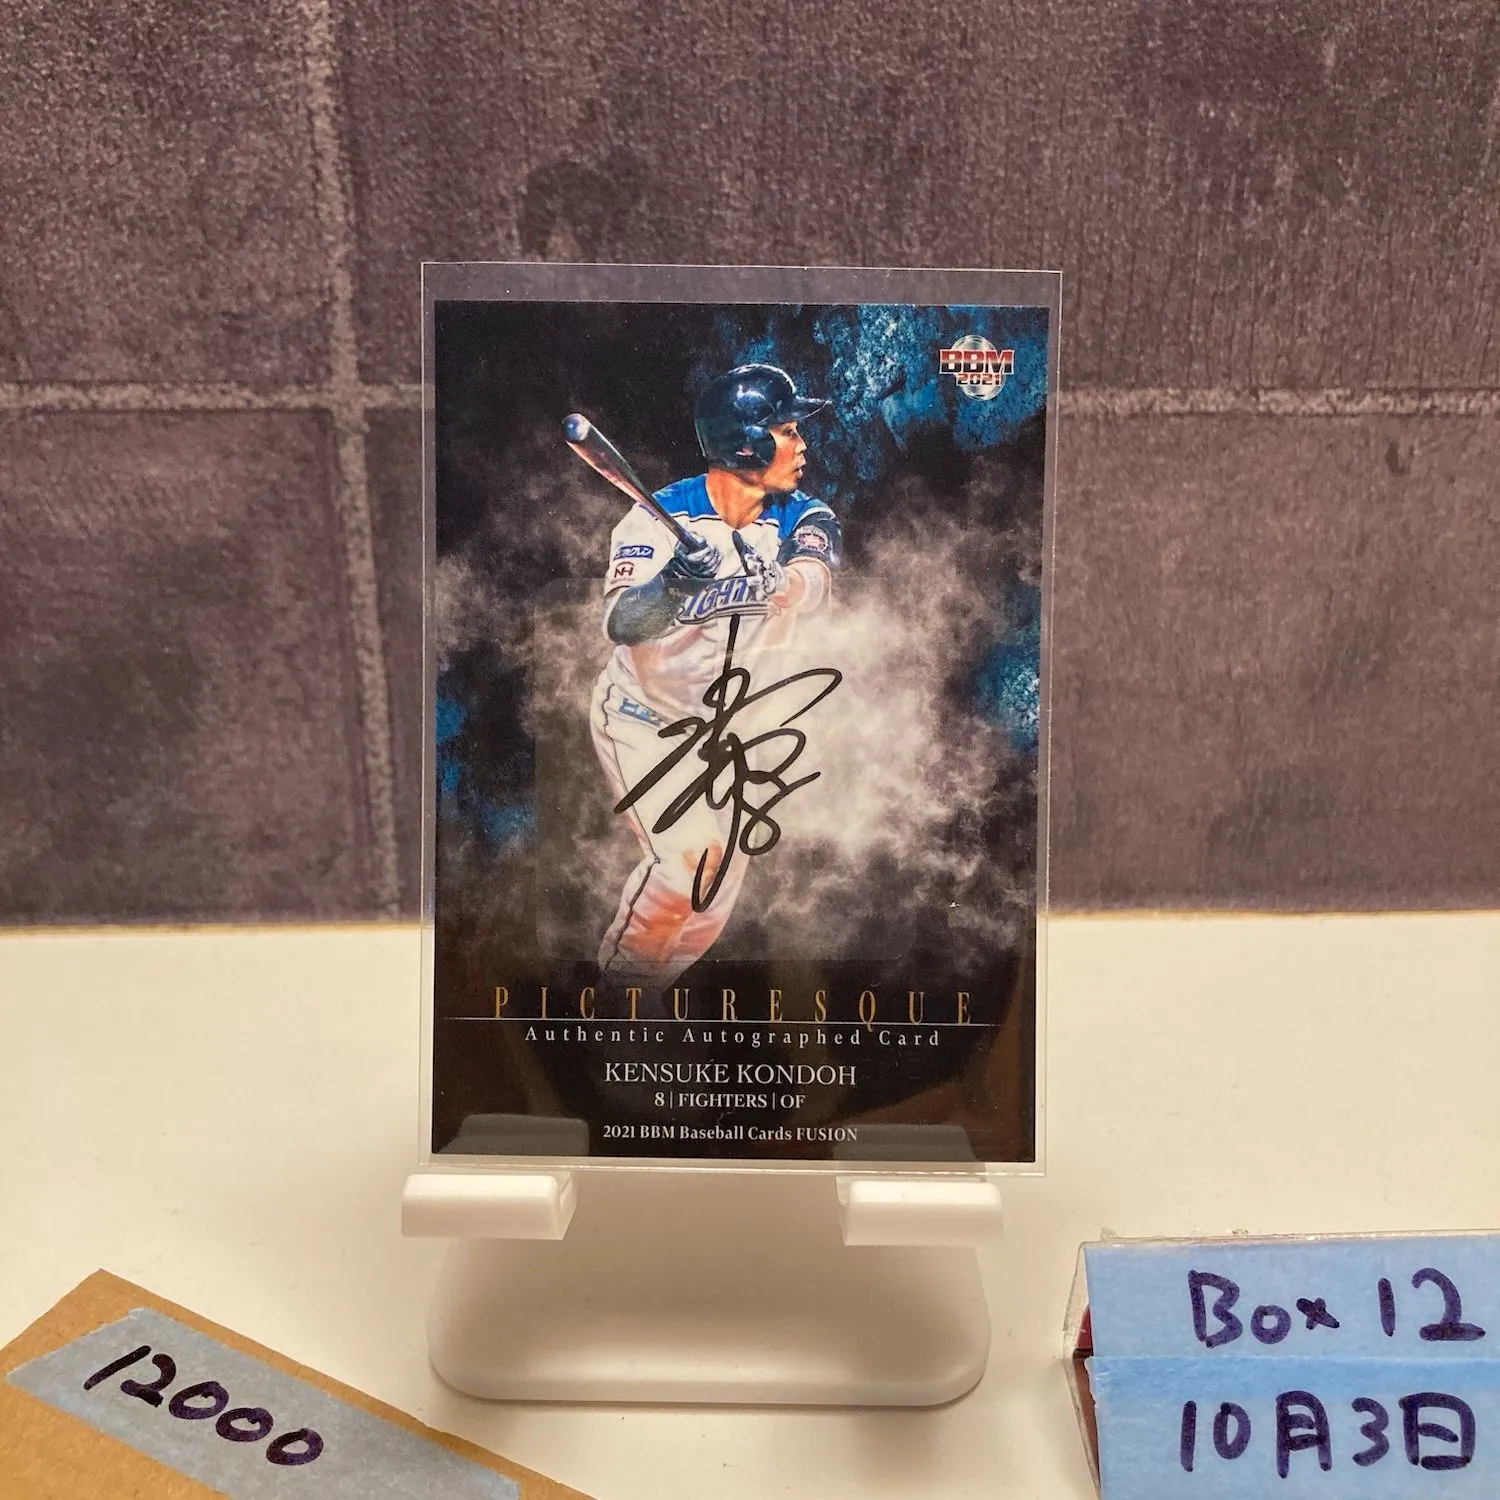 BBM
2021
NH
PICTURESQUE
Authentic Autographed Card
KENSUKE KONDOH
8 | FIGHTERS | OF
2021 BBM Baseball Cards FUSION
12000
Box 12
10月3日